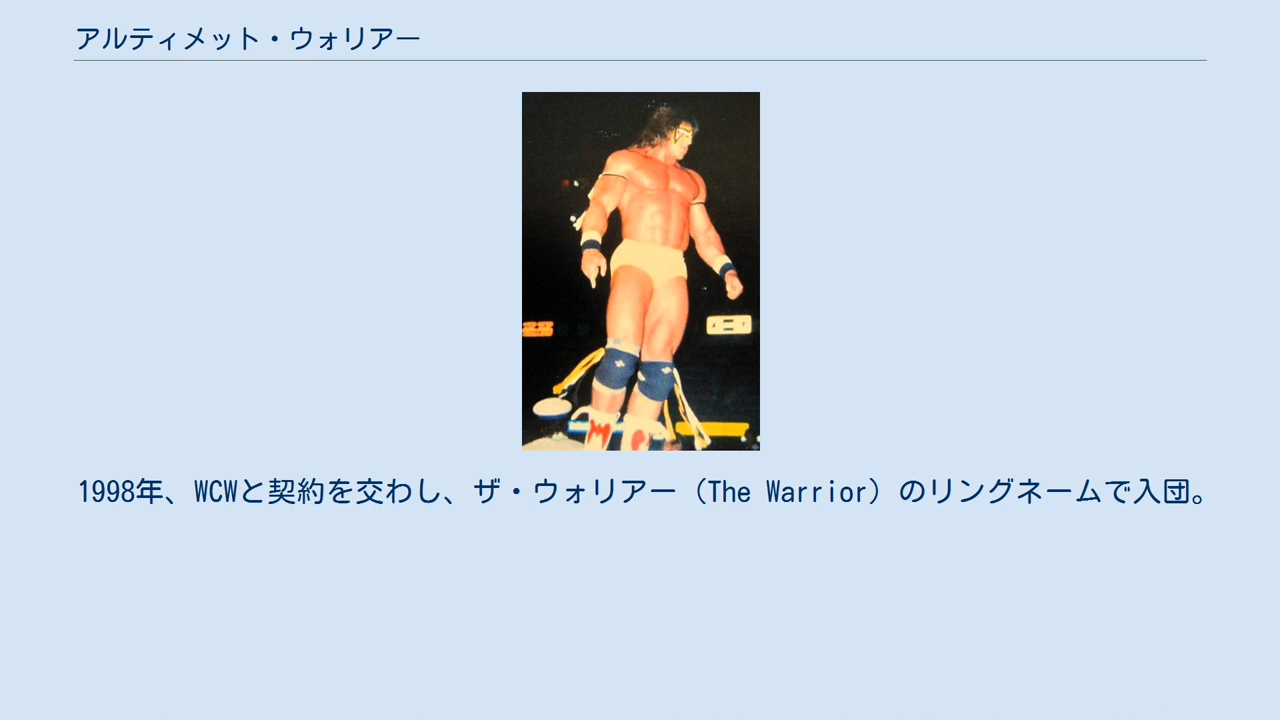 アルティメット・ウォリアー
1998年、WCWと契約を交わし、ザ・ウォリアー（The Warrior）のリングネームで入団。